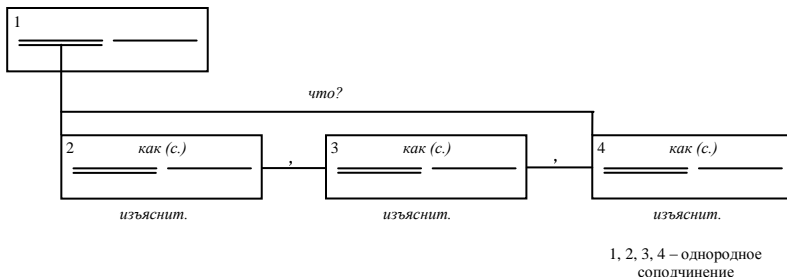 1
что?
2 как (с.) , 3 как (с.) , 4 как (с.)
изъяснит. изъяснит. изъяснит.
1, 2, 3, 4 – однородное
соподчинение